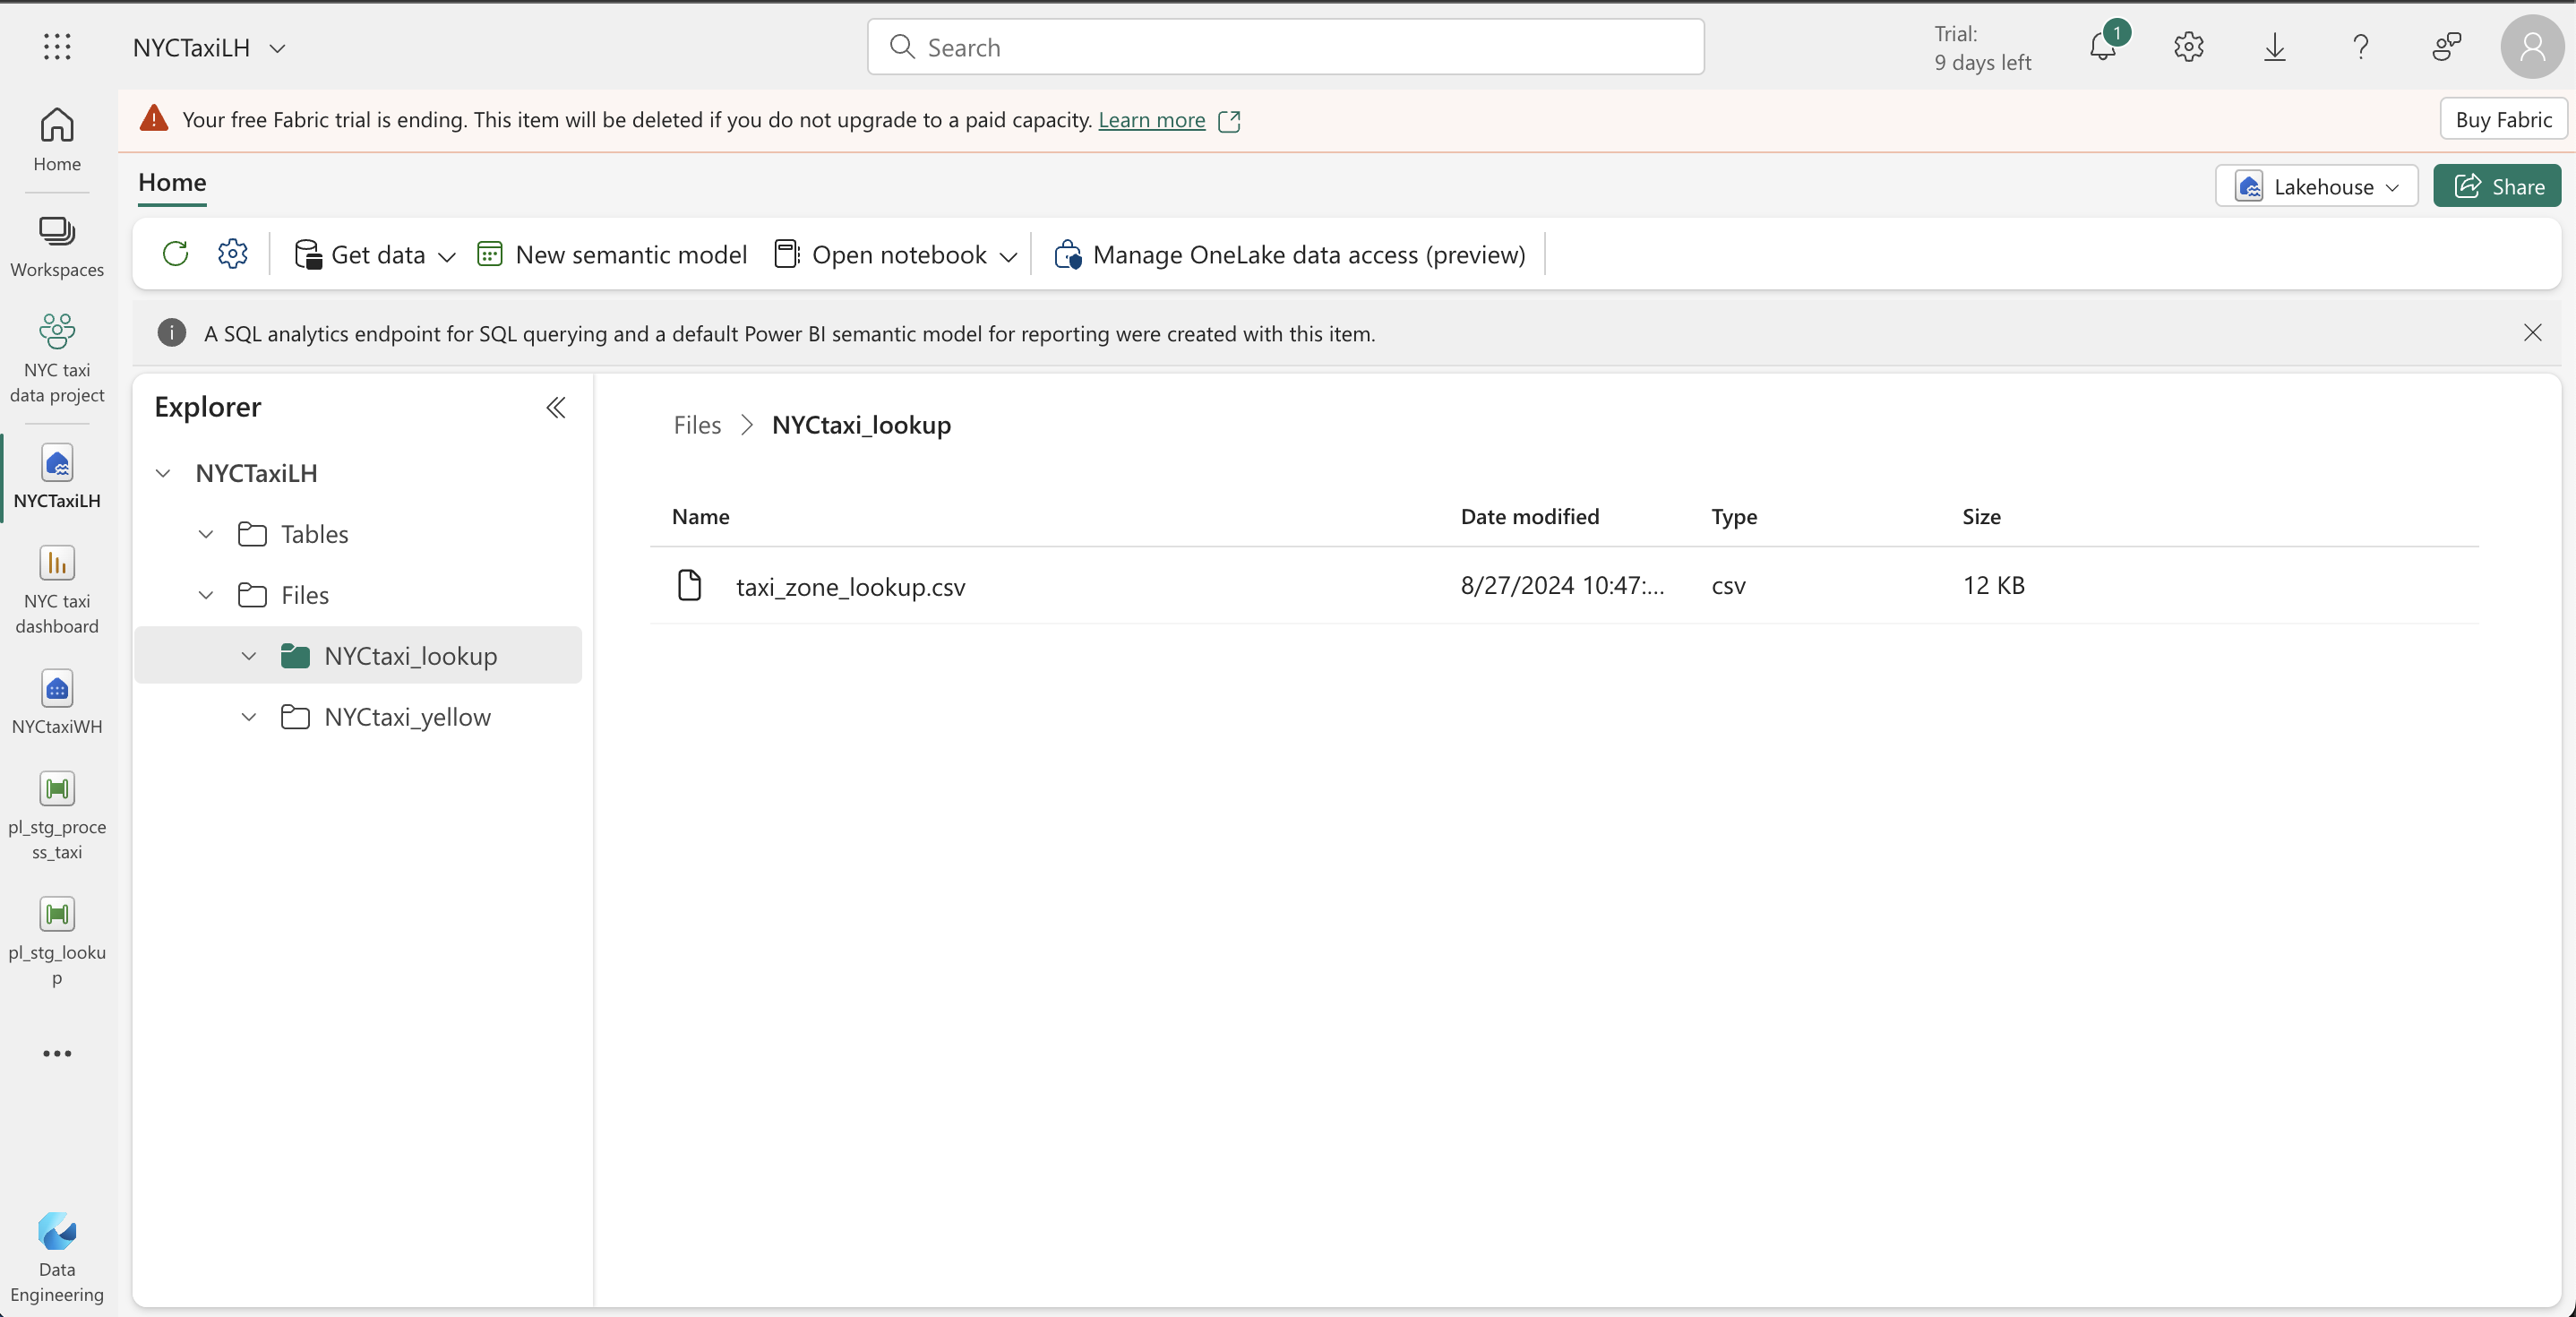 NYCTaxiLH
Search
Trial:
9 days left
1
Your free Fabric trial is ending. This item will be deleted if you do not upgrade to a paid capacity. Learn more
Buy Fabric
Home
Workspaces
NYC taxi
data project
NYCTaxiLH
NYC taxi
dashboard
NYCtaxiWH
pl_stg_proce
ss_taxi
pl_stg_looku
p
Data
Engineering
Home
Lakehouse
Share
Get data
New semantic model
Open notebook
Manage OneLake data access (preview)
A SQL analytics endpoint for SQL querying and a default Power BI semantic model for reporting were created with this item.
Explorer
NYCTaxiLH
Tables
Files
NYCtaxi_lookup
NYCtaxi_yellow
Files > NYCtaxi_lookup
Name Date modified Type Size
taxi_zone_lookup.csv 8/27/2024 10:47:... csv 12 KB